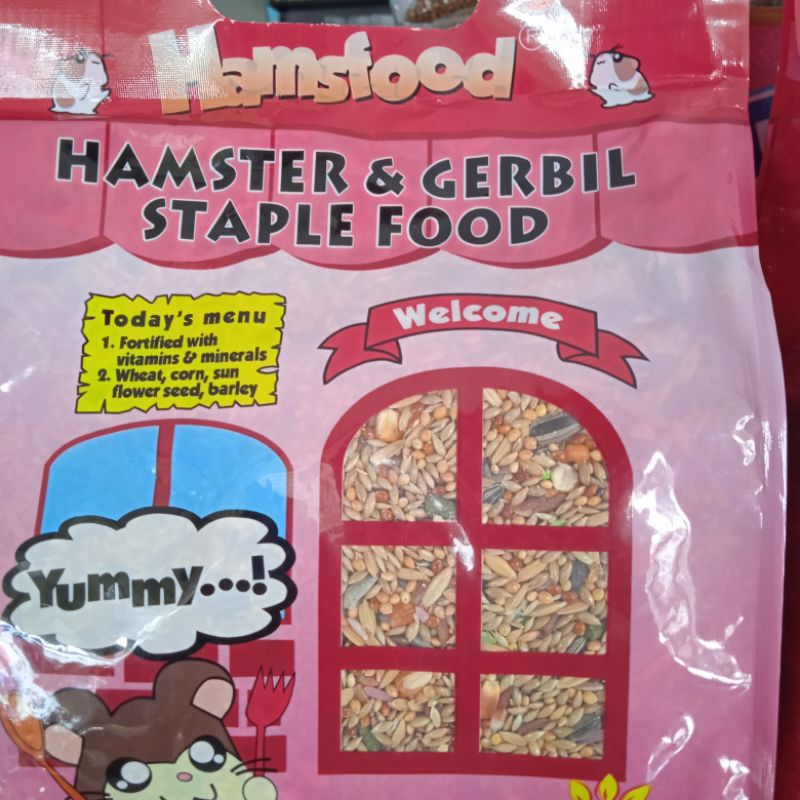 Hamsfood®
HAMSTER & GERBIL
STAPLE FOOD
Today's menu
1. Fortified with
vitamins & minerals
2. Wheat, corn, sun
flower seed, barley
Welcome
Yummy...!